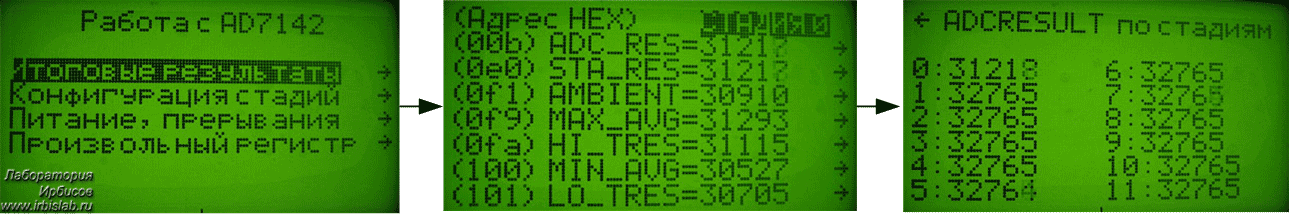 Работа с AD7142
Итоговые результаты →
Конфигурация стадий →
Питание, прерывания →
Произвольный регистр →
Лаборатория
Ирбисов
www.irbislab.ru
(Адрес HEX) Стадия 0
(00b) ADC_RES=31217 →
(0e0) STA_RES=31217 →
(0f1) AMBIENT=30910 →
(0f9) MAX_AVG=31293 →
(0fa) HI_TRES=31115 →
(100) MIN_AVG=30527 →
(101) LO_TRES=30705 →
← ADCRESULT по стадиям
0:31218 6:32765
1:32765 7:32765
2:32765 8:32765
3:32765 9:32765
4:32765 10:32765
5:32764 11:32765